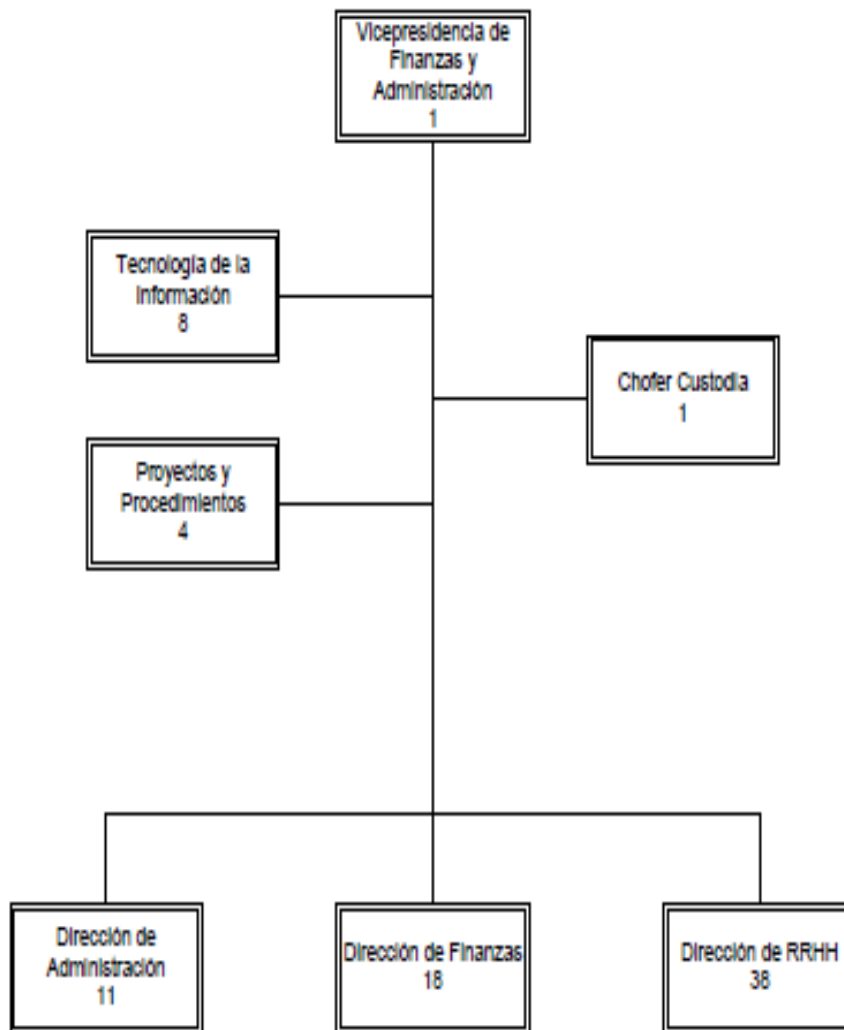 Vicepresidencia de
Finanzas y
Administración
1
Tecnología de la
Información
8
Chofer Custodia
1
Proyectos y
Procedimientos
4
Dirección de
Administración
11
Dirección de Finanzas
18
Dirección de RRHH
38